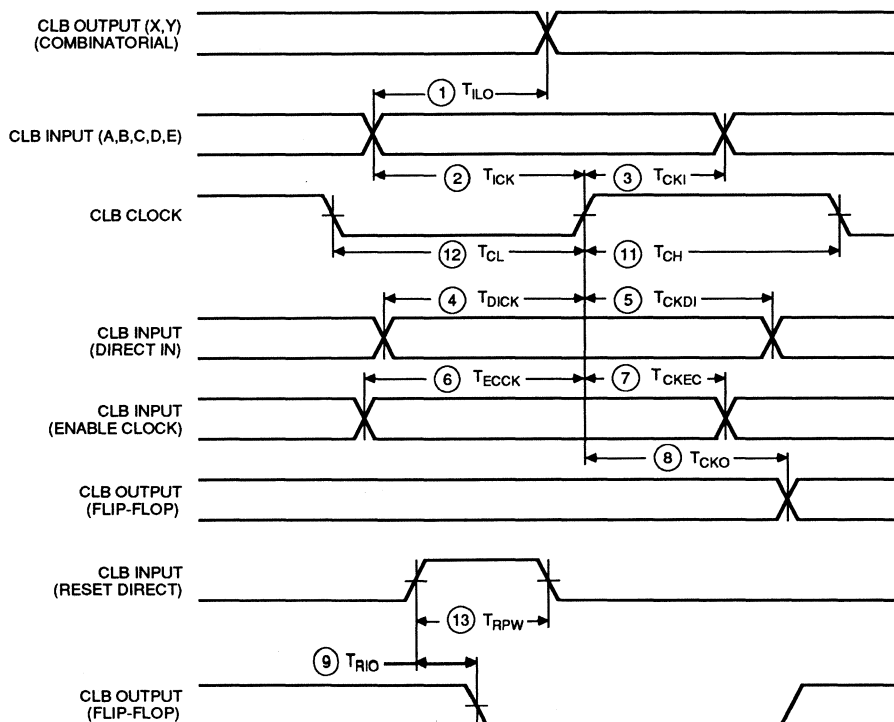 CLB OUTPUT (X,Y)
(COMBINATORIAL)
1 TILO
CLB INPUT (A,B,C,D,E)
2 TICK
3 TCKI
CLB CLOCK
12 TCL
11 TCH
4 TDICK
5 TCKDI
CLB INPUT
(DIRECT IN)
6 TECCK
7 TCKEC
CLB INPUT
(ENABLE CLOCK)
8 TCKO
CLB OUTPUT
(FLIP-FLOP)
CLB INPUT
(RESET DIRECT)
13 TRPW
9 TRIO
CLB OUTPUT
(FLIP-FLOP)